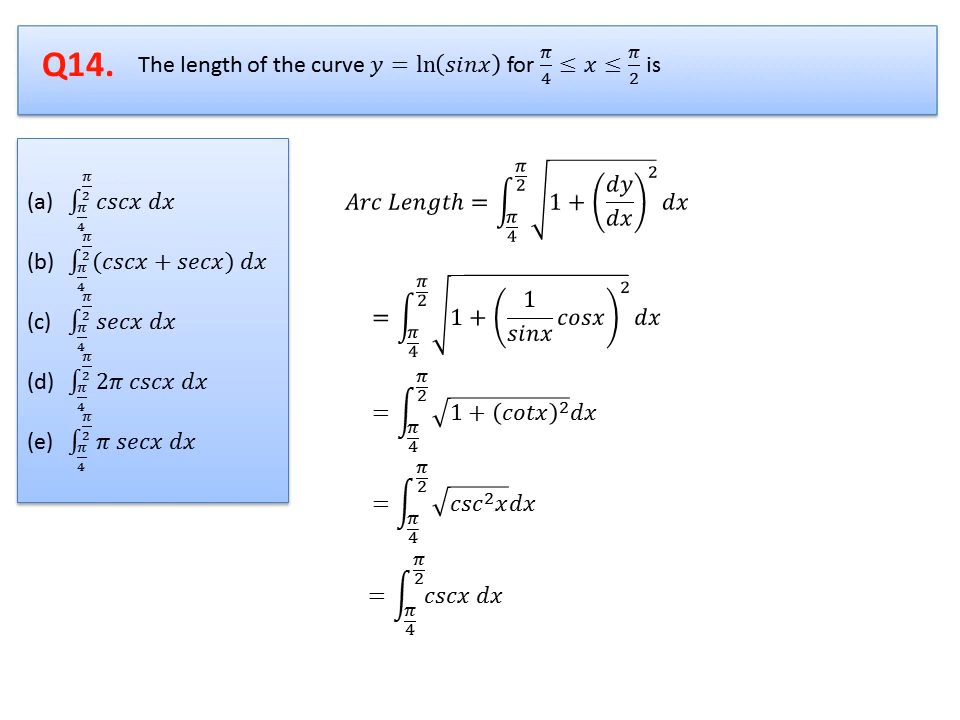 Q14. The length of the curve y = ln(sinx) for π/4 ≤ x ≤ π/2 is
(a) ∫_{π/4}^{π/2} cscx dx
(b) ∫_{π/4}^{π/2} (cscx + secx) dx
(c) ∫_{π/4}^{π/2} secx dx
(d) ∫_{π/4}^{π/2} 2π cscx dx
(e) ∫_{π/4}^{π/2} π secx dx
Arc Length = ∫_{π/4}^{π/2} √(1 + (dy/dx)^2) dx
= ∫_{π/4}^{π/2} √(1 + (1/sinx cosx)^2) dx
= ∫_{π/4}^{π/2} √(1 + (cotx)^2) dx
= ∫_{π/4}^{π/2} √(csc^2x) dx
= ∫_{π/4}^{π/2} cscx dx